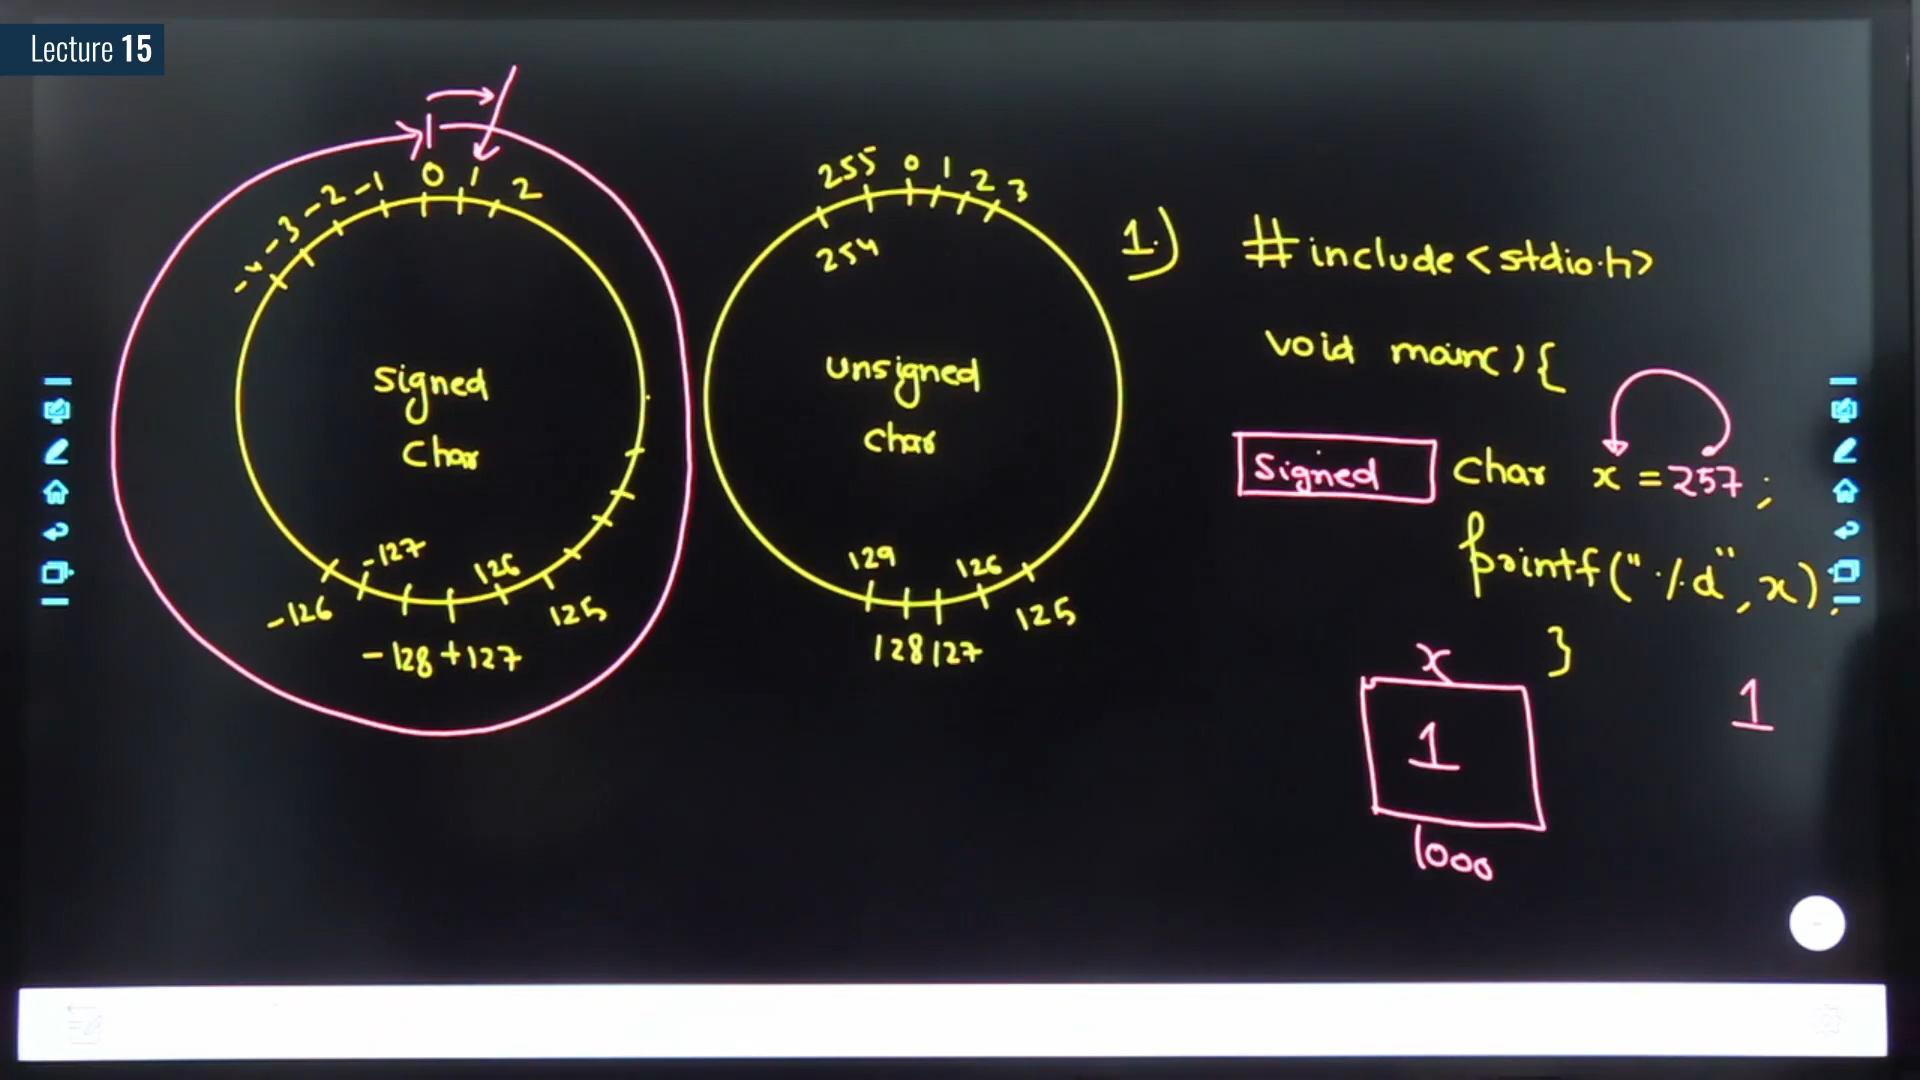 Lecture 15
-4 -3 -2 -1 0 1 2
signed
char
-126 -127 126 125
-128 +127
254 255 0 1 2 3
unsigned
char
129 126 125
128 127
1.) #include<stdio.h>
void main(){
signed char x = 257;
printf("%d", x);
}
x
1
1000
1